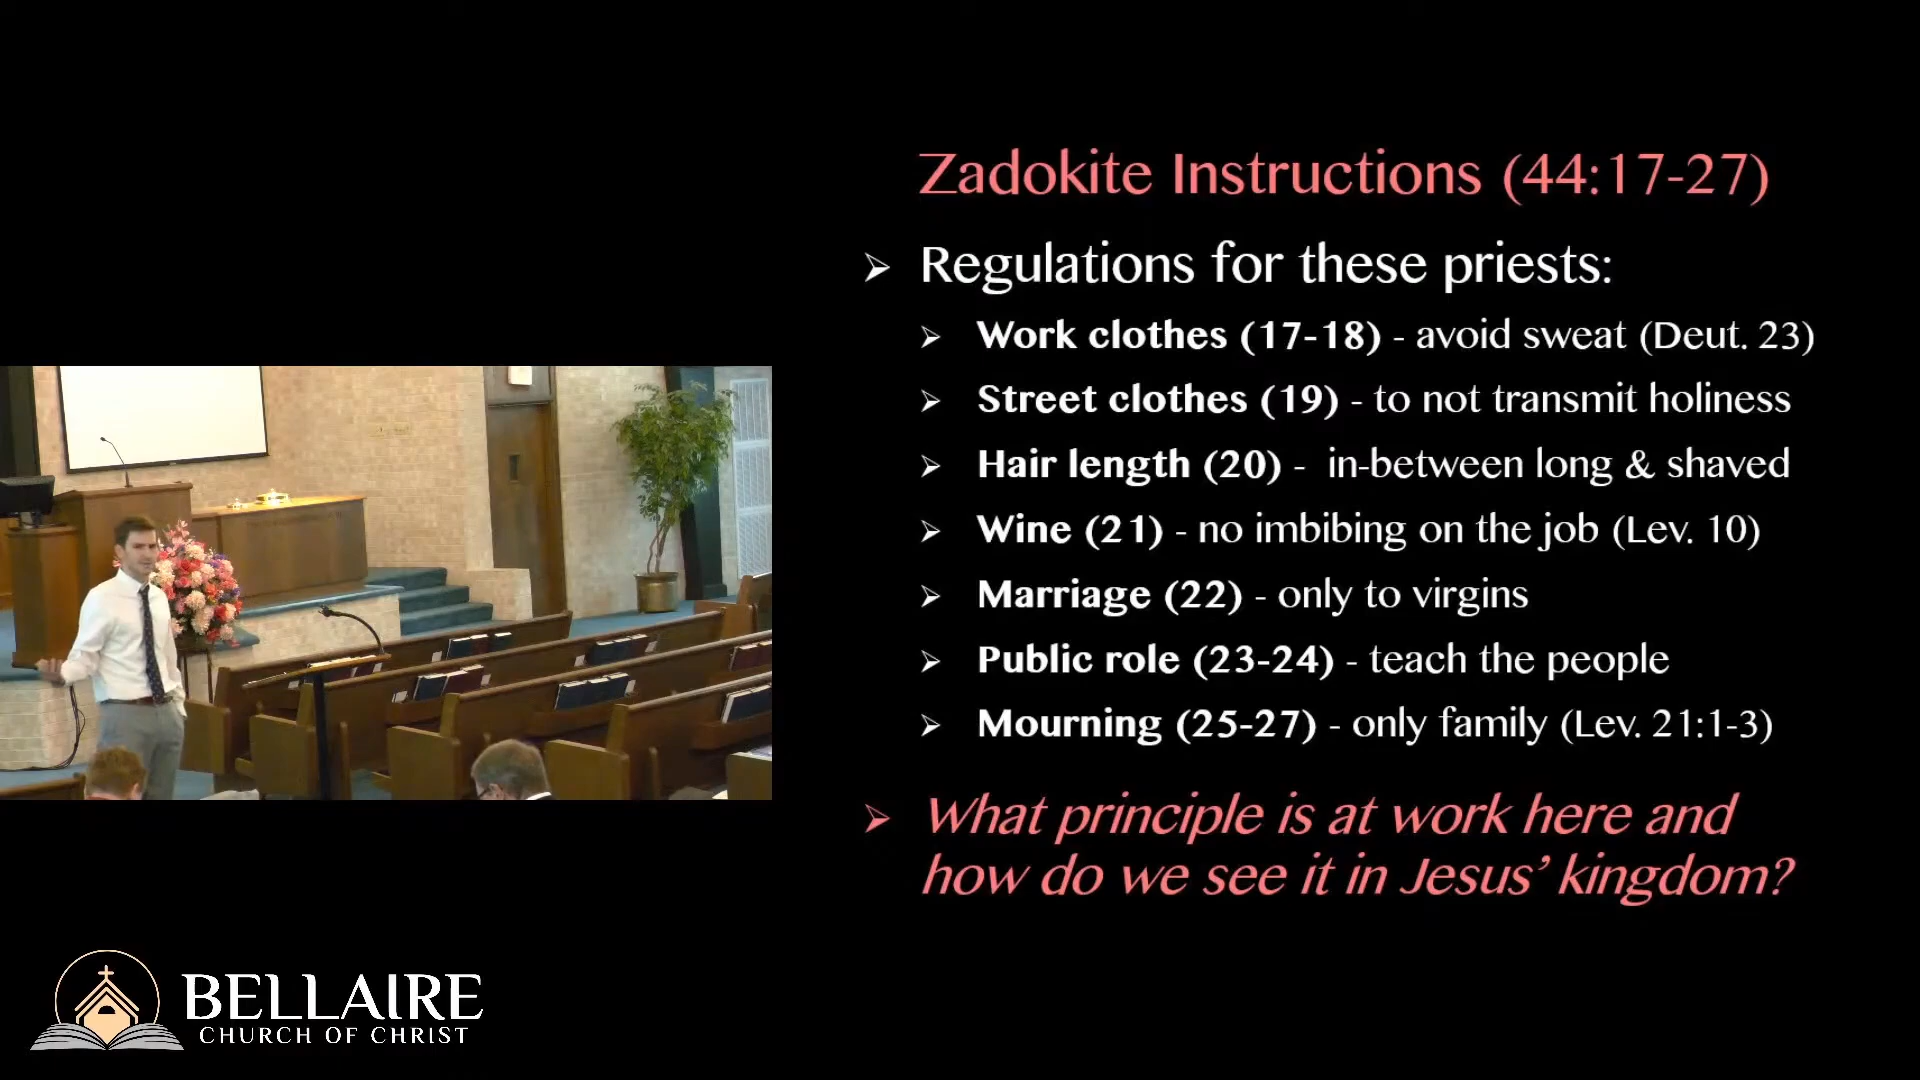 Zadokite Instructions (44:17-27)
➢ Regulations for these priests:
➢ Work clothes (17-18) - avoid sweat (Deut. 23)
➢ Street clothes (19) - to not transmit holiness
➢ Hair length (20) - in-between long & shaved
➢ Wine (21) - no imbibing on the job (Lev. 10)
➢ Marriage (22) - only to virgins
➢ Public role (23-24) - teach the people
➢ Mourning (25-27) - only family (Lev. 21:1-3)
➢ What principle is at work here and
how do we see it in Jesus’ kingdom?
BELLAIRE
CHURCH OF CHRIST